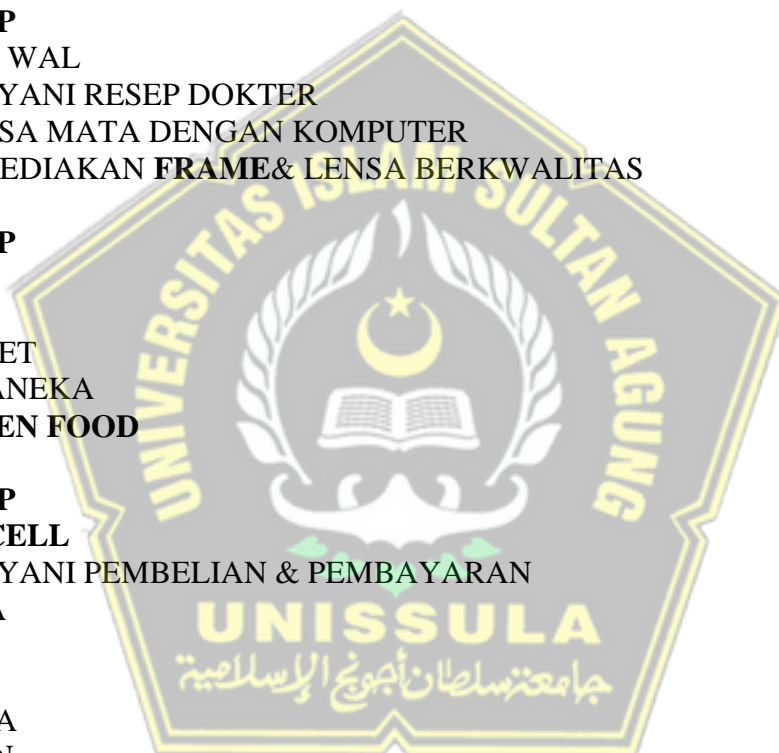 P
WAL
YANI RESEP DOKTER
SA MATA DENGAN KOMPUTER
EDIAKAN FRAME& LENSA BERKWALITAS
P
ET
ANEKA
EN FOOD
P
CELL
YANI PEMBELIAN & PEMBAYARAN
A
A
N
UNIVERSITAS ISLAM SULTAN AGUNG
UNISSULA
جامعة سلطان أجونج الإسلامية